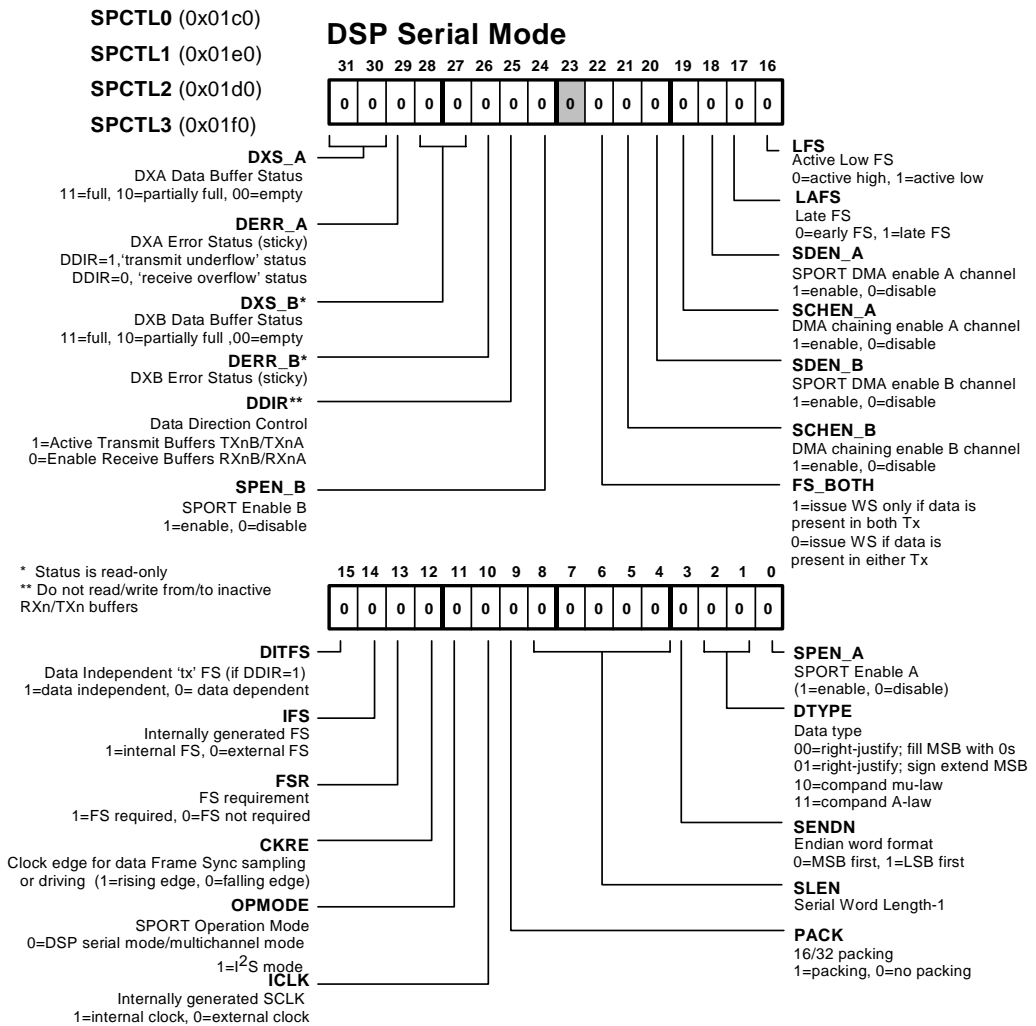 SPCTL0 (0x01c0)
SPCTL1 (0x01e0)
SPCTL2 (0x01d0)
SPCTL3 (0x01f0)
DSP Serial Mode
31 30 29 28 27 26 25 24 23 22 21 20 19 18 17 16
0 0 0 0 0 0 0 0 0 0 0 0 0 0 0 0
DXS_A
DXA Data Buffer Status
11=full, 10=partially full, 00=empty
DERR_A
DXA Error Status (sticky)
DDIR=1,‘transmit underflow’ status
DDIR=0, ‘receive overflow’ status
DXS_B*
DXB Data Buffer Status
11=full, 10=partially full ,00=empty
DERR_B*
DXB Error Status (sticky)
DDIR**
Data Direction Control
1=Active Transmit Buffers TXnB/TXnA
0=Enable Receive Buffers RXnB/RXnA
SPEN_B
SPORT Enable B
1=enable, 0=disable
LFS
Active Low FS
0=active high, 1=active low
LAFS
Late FS
0=early FS, 1=late FS
SDEN_A
SPORT DMA enable A channel
1=enable, 0=disable
SCHEN_A
DMA chaining enable A channel
1=enable, 0=disable
SDEN_B
SPORT DMA enable B channel
1=enable, 0=disable
SCHEN_B
DMA chaining enable B channel
1=enable, 0=disable
FS_BOTH
1=issue WS only if data is
present in both Tx
0=issue WS if data is
present in either Tx
* Status is read-only
** Do not read/write from/to inactive
RXn/TXn buffers
15 14 13 12 11 10 9 8 7 6 5 4 3 2 1 0
0 0 0 0 0 0 0 0 0 0 0 0 0 0 0 0
DITFS
Data Independent ‘tx’ FS (if DDIR=1)
1=data independent, 0= data dependent
IFS
Internally generated FS
1=internal FS, 0=external FS
FSR
FS requirement
1=FS required, 0=FS not required
CKRE
Clock edge for data Frame Sync sampling
or driving (1=rising edge, 0=falling edge)
OPMODE
SPORT Operation Mode
0=DSP serial mode/multichannel mode
1=I2S mode
ICLK
Internally generated SCLK
1=internal clock, 0=external clock
SPEN_A
SPORT Enable A
(1=enable, 0=disable)
DTYPE
Data type
00=right-justify; fill MSB with 0s
01=right-justify; sign extend MSB
10=compand mu-law
11=compand A-law
SENDN
Endian word format
0=MSB first, 1=LSB first
SLEN
Serial Word Length-1
PACK
16/32 packing
1=packing, 0=no packing